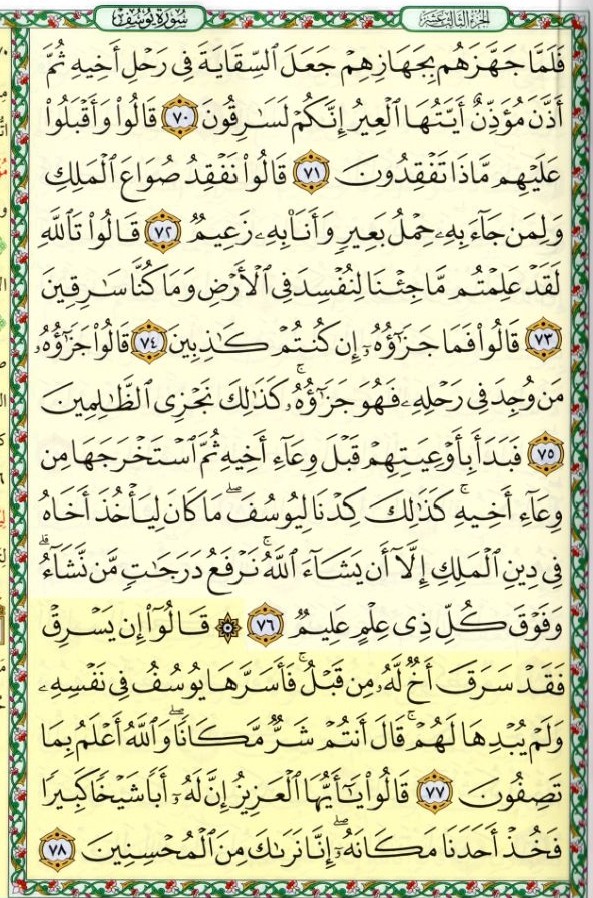 سُورَةُ يُوسُفَ الجزء الثالث عشر
فَلَمَّا جَهَّزَهُم بِجَهَازِهِمْ جَعَلَ ٱلسِّقَايَةَ فِى رَحْلِ أَخِيهِ ثُمَّ
أَذَّنَ مُؤَذِّنٌ أَيَّتُهَا ٱلْعِيرُ إِنَّكُمْ لَسَٰرِقُونَ ٧٠ قَالُوا۟ وَأَقْبَلُوا۟
عَلَيْهِم مَّاذَا تَفْقِدُونَ ٧١ قَالُوا۟ نَفْقِدُ صُوَاعَ ٱلْمَلِكِ
وَلِمَن جَآءَ بِهِۦ حِمْلُ بَعِيرٍ وَأَنَا۠ بِهِۦ زَعِيمٌ ٧٢ قَالُوا۟ تَٱللَّهِ
لَقَدْ عَلِمْتُم مَّا جِئْنَا لِنُفْسِدَ فِى ٱلْأَرْضِ وَمَا كُنَّا سَٰرِقِينَ
٧٣ قَالُوا۟ فَمَا جَزَٰٓؤُهُۥٓ إِن كُنتُمْ كَٰذِبِينَ ٧٤ قَالُوا۟ جَزَٰٓؤُهُۥ
مَن وُجِدَ فِى رَحْلِهِۦ فَهُوَ جَزَٰٓؤُهُۥ ۚ كَذَٰلِكَ نَجْزِى ٱلظَّٰلِمِينَ
٧٥ فَبَدَأَ بِأَوْعِيَتِهِمْ قَبْلَ وِعَآءِ أَخِيهِ ثُمَّ ٱسْتَخْرَجَهَا مِن
وِعَآءِ أَخِيهِ ۚ كَذَٰلِكَ كِدْنَا لِيُوسُفَ ۖ مَا كَانَ لِيَأْخُذَ أَخَاهُ
فِى دِينِ ٱلْمَلِكِ إِلَّآ أَن يَشَآءَ ٱللَّهُ ۚ نَرْفَعُ دَرَجَٰتٍ مَّن نَّشَآءُ ۗ
وَفَوْقَ كُلِّ ذِى عِلْمٍ عَلِيمٌ ٧٦ ۞ قَالُوٓا۟ إِن يَسْرِقْ
فَقَدْ سَرَقَ أَخٌ لَّهُۥ مِن قَبْلُ ۚ فَأَسَرَّهَا يُوسُفُ فِى نَفْسِهِۦ
وَلَمْ يُبْدِهَا لَهُمْ ۚ قَالَ أَنتُمْ شَرٌّ مَّكَانًا ۖ وَٱللَّهُ أَعْلَمُ بِمَا
تَصِفُونَ ٧٧ قَالُوا۟ يَٰٓأَيُّهَا ٱلْعَزِيزُ إِنَّ لَهُۥٓ أَبًا شَيْخًا كَبِيرًا
فَخُذْ أَحَدَنَا مَكَانَهُۥٓ ۖ إِنَّا نَرَىٰكَ مِنَ ٱلْمُحْسِنِينَ ٧٨